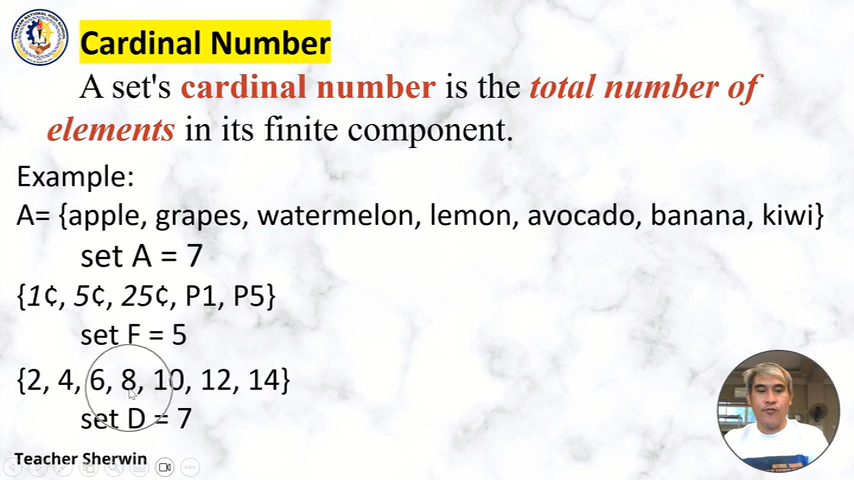 Cardinal Number
A set's cardinal number is the total number of
elements in its finite component.
Example:
A= {apple, grapes, watermelon, lemon, avocado, banana, kiwi}
set A = 7
{1¢, 5¢, 25¢, P1, P5}
set F = 5
{2, 4, 6, 8, 10, 12, 14}
set D = 7
Teacher Sherwin